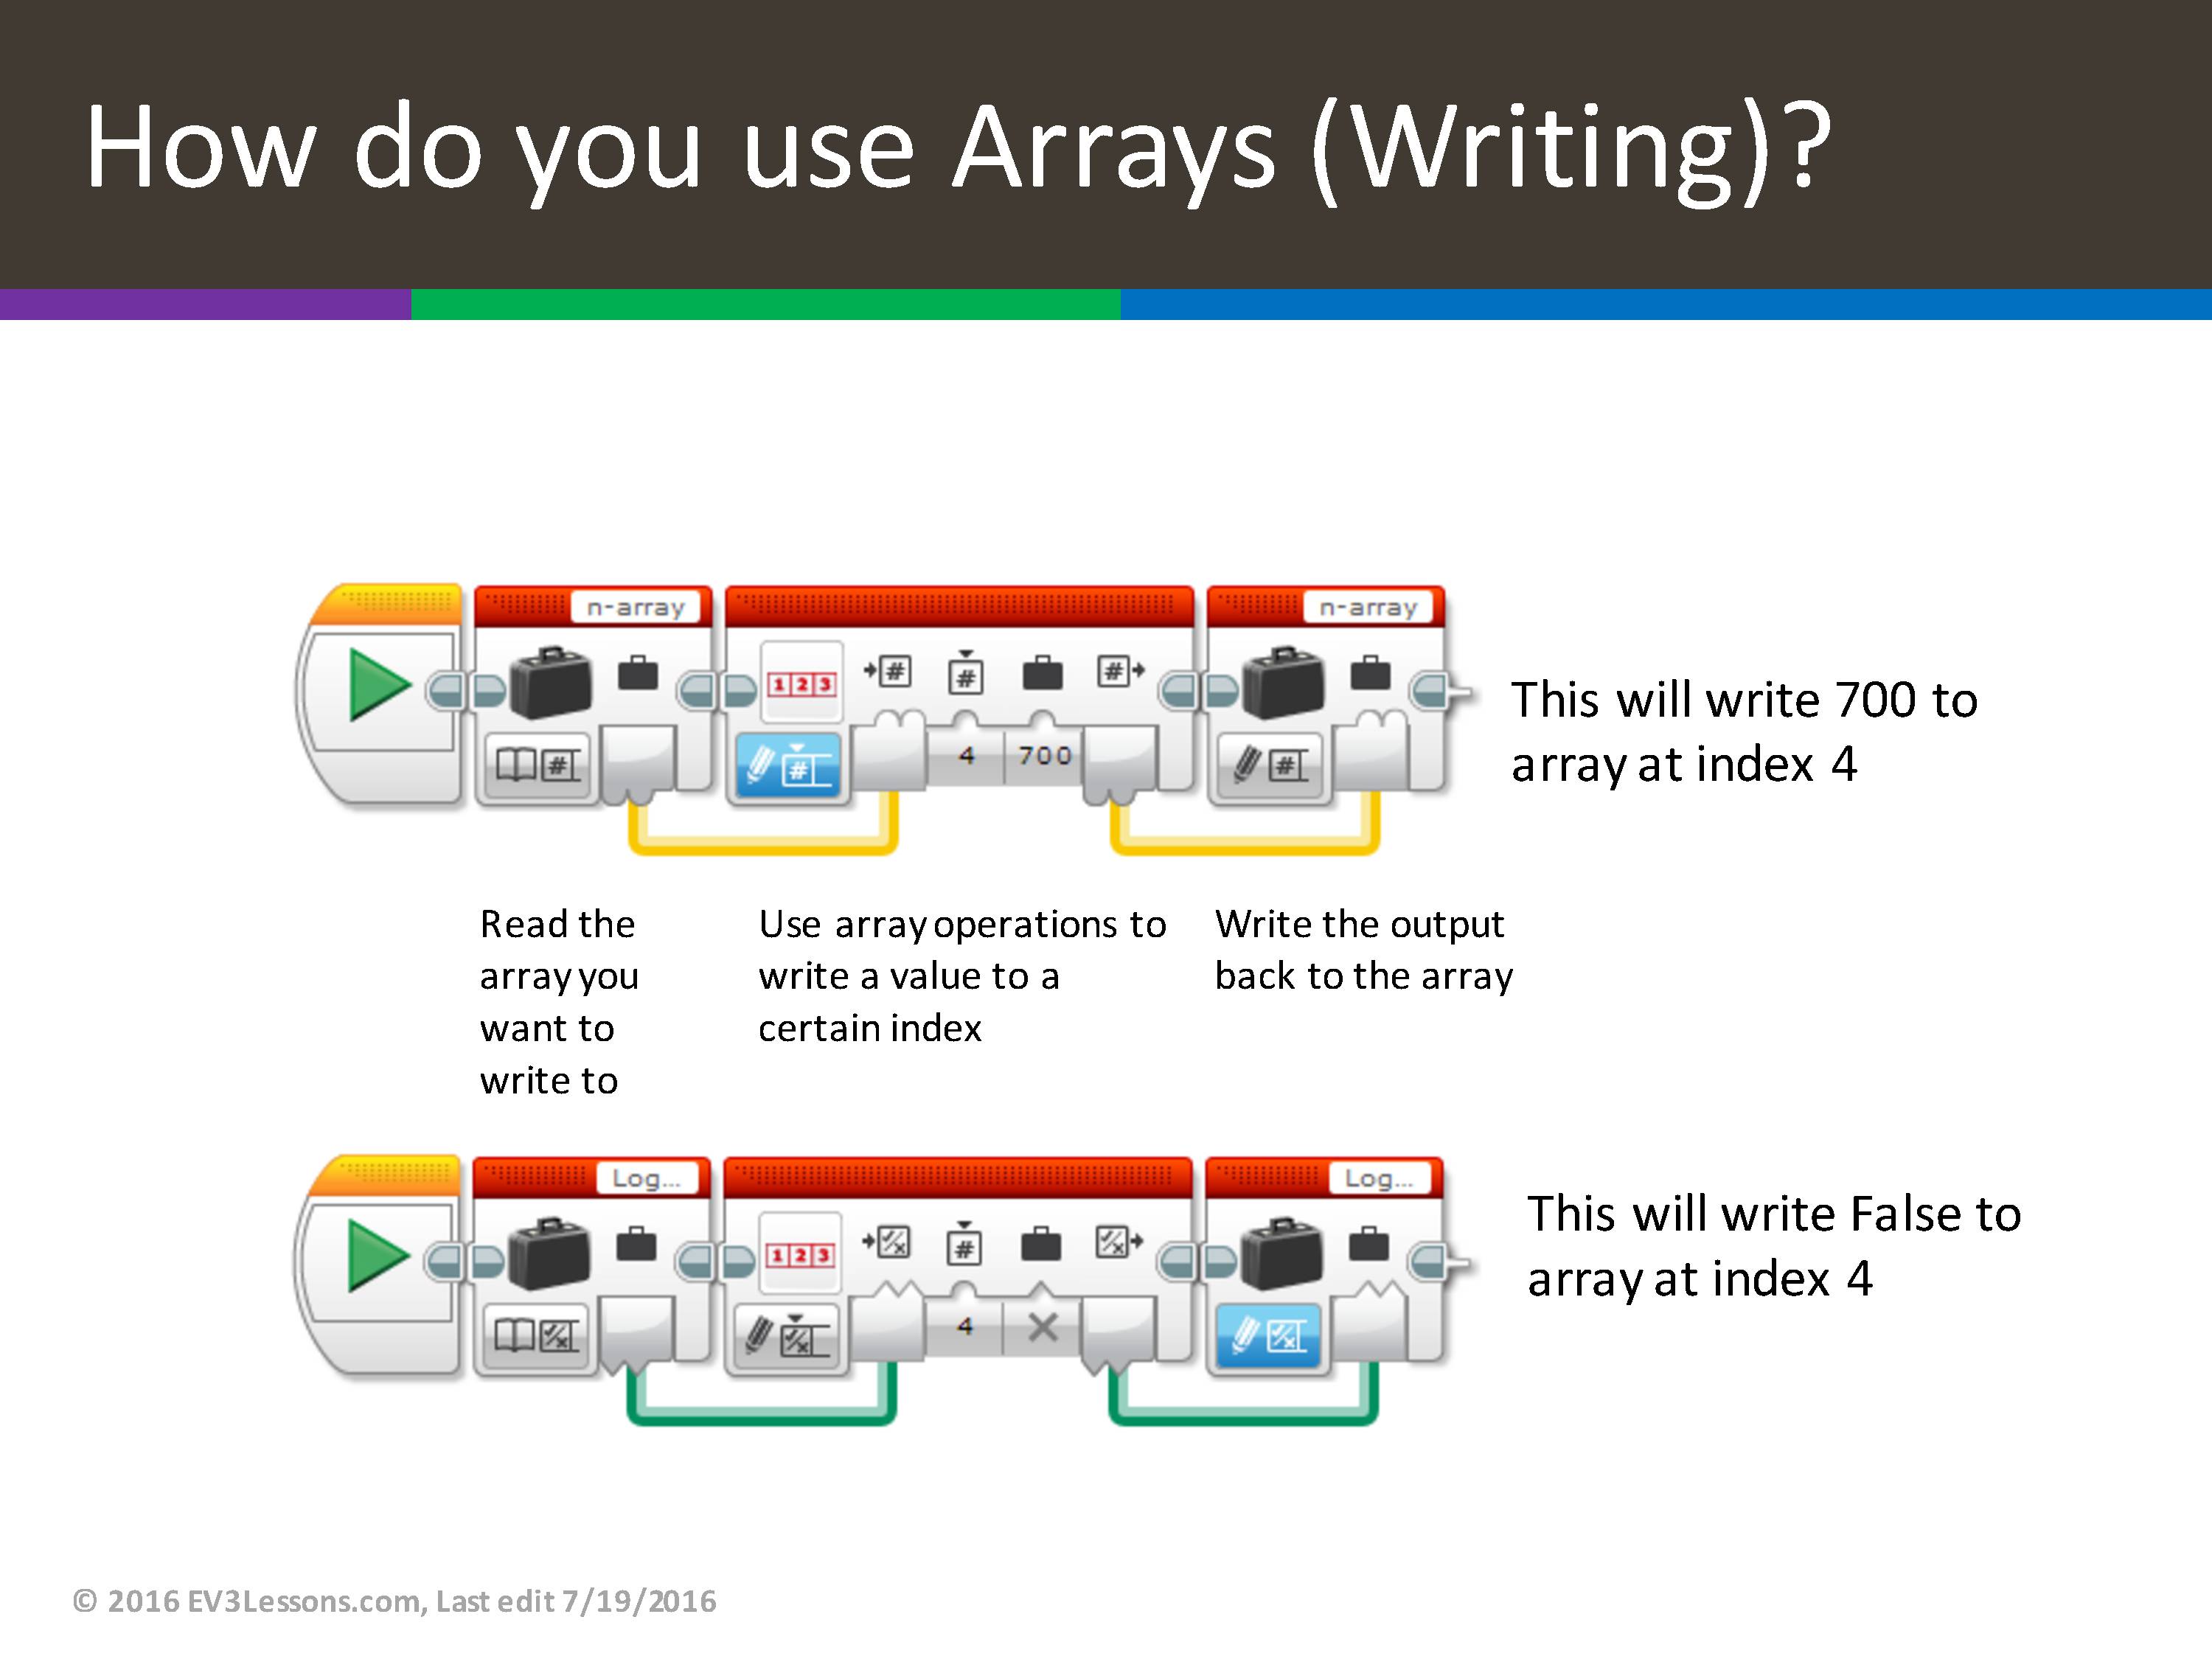 How do you use Arrays (Writing)?
n-array
n-array
1 2 3
# # #
# # 4 700 #
This will write 700 to
array at index 4
Read the
array you
want to
write to
Use array operations to
write a value to a
certain index
Write the output
back to the array
Log...
Log...
1 2 3
#
4
This will write False to
array at index 4
© 2016 EV3Lessons.com, Last edit 7/19/2016